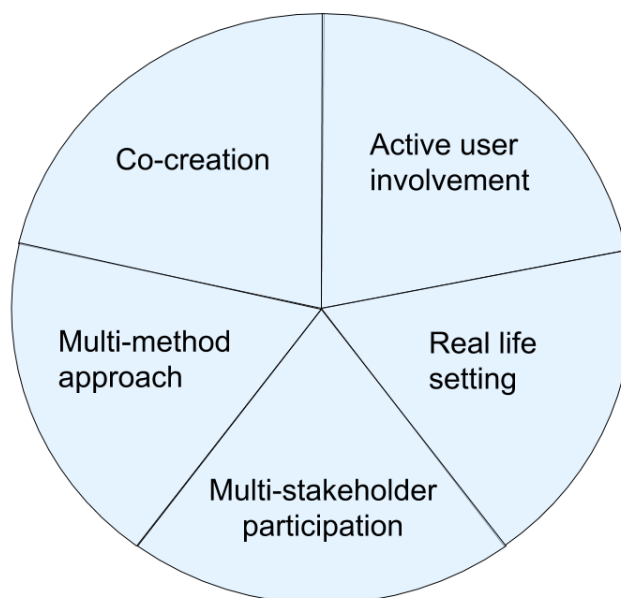 Co-creation
Active user
involvement
Multi-method
approach
Real life
setting
Multi-stakeholder
participation